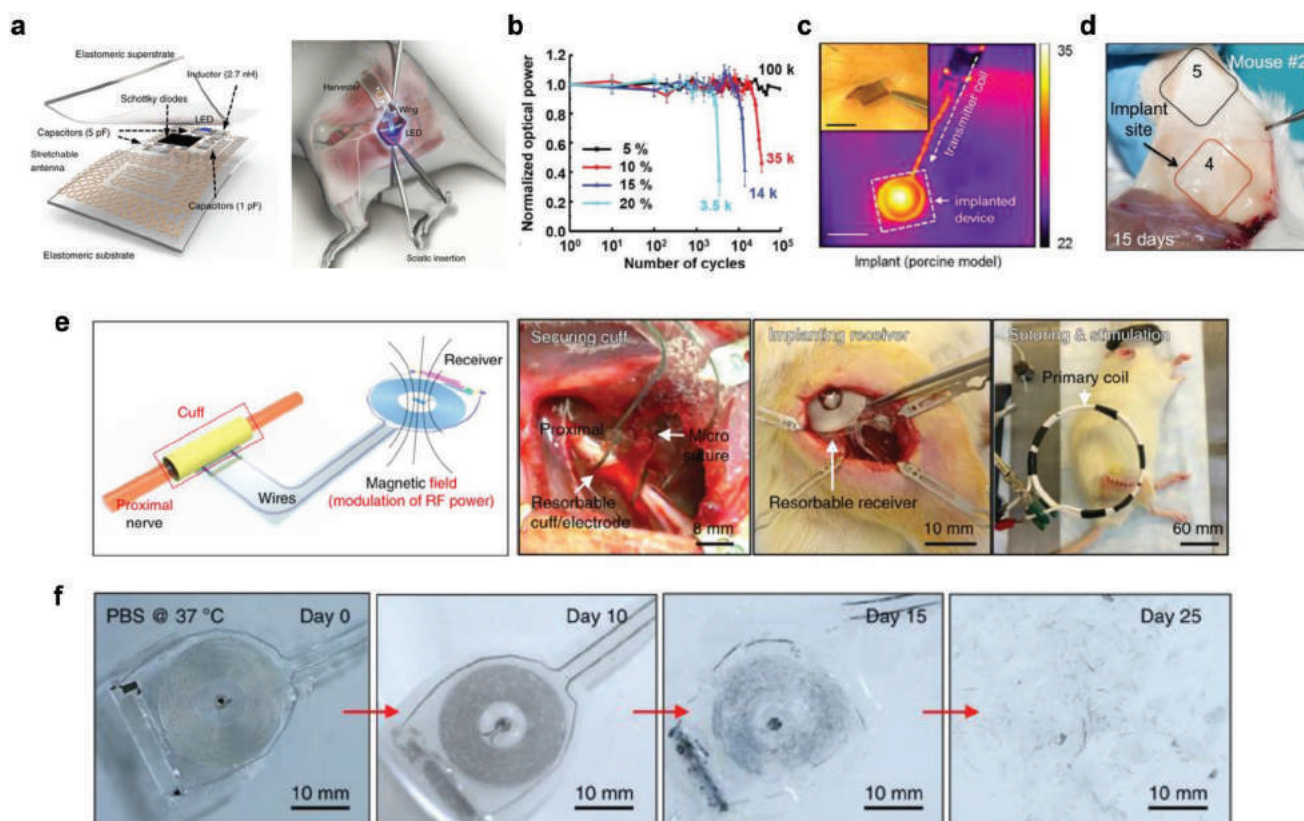 a
Elastomeric superstrate
Inductor (2.7 nH)
Schottky diodes
LED
Capacitors (5 pF)
Stretchable
antenna
Capacitors (1 pF)
Elastomeric substrate
Harvester
Wing
LED
Sciatic insertion
b
Normalized optical power
1.2
1.0
0.8
0.6
0.4
0.2
0.0
100 k
35 k
14 k
3.5 k
5 %
10 %
15 %
20 %
10⁰ 10¹ 10² 10³ 10⁴ 10⁵
Number of cycles
c
transmitter coil
implanted
device
35
22
Implant (porcine model)
d
Mouse #2
5
Implant
site
4
15 days
e
Receiver
Cuff
Proximal
nerve
Wires
Magnetic field
(modulation of RF power)
Securing cuff
Proximal
Micro
suture
Resorbable
cuff/electrode
8 mm
Implanting receiver
Resorbable receiver
10 mm
Suturing & stimulation
Primary coil
60 mm
f
PBS @ 37 °C
Day 0
10 mm
Day 10
10 mm
Day 15
10 mm
Day 25
10 mm